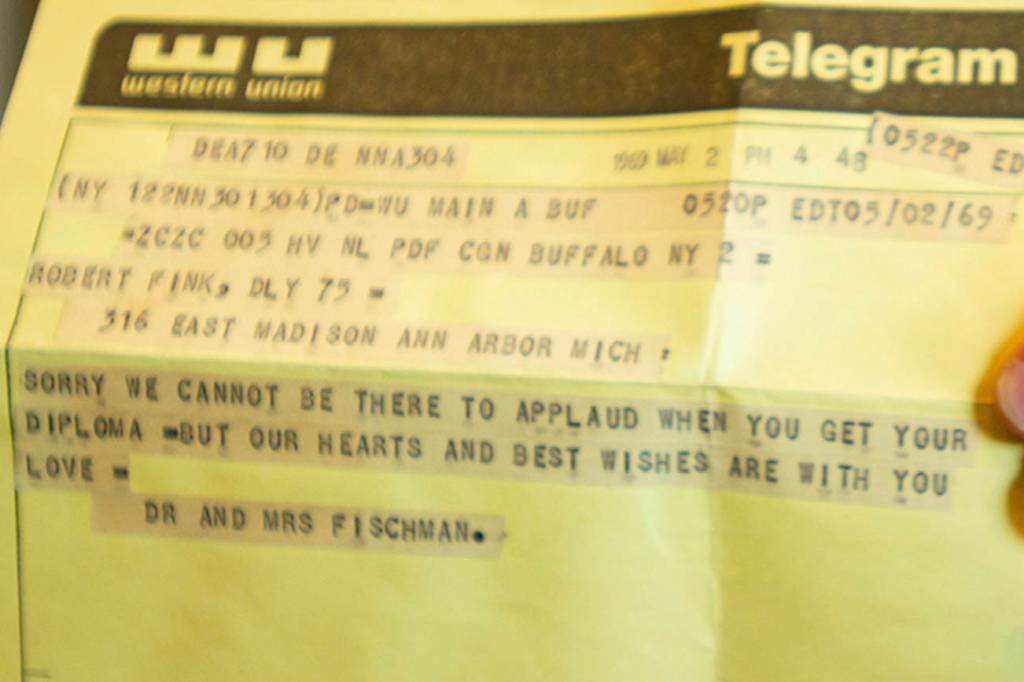 WU Telegram
western union
DEA710 DE NNA304 1969 MAY 2 PM 4 48 (0522P ED
(NY 122NN301304)PD=WU MAIN A BUF 0520P EDT05/02/69
=ZCZC 005 HV NL PDF CGN BUFFALO NY 2 =
ROBERT FINK, DLY 75 =
316 EAST MADISON ANN ARBOR MICH :
SORRY WE CANNOT BE THERE TO APPLAUD WHEN YOU GET YOUR
DIPLOMA =BUT OUR HEARTS AND BEST WISHES ARE WITH YOU
LOVE =
DR AND MRS FISCHMAN.